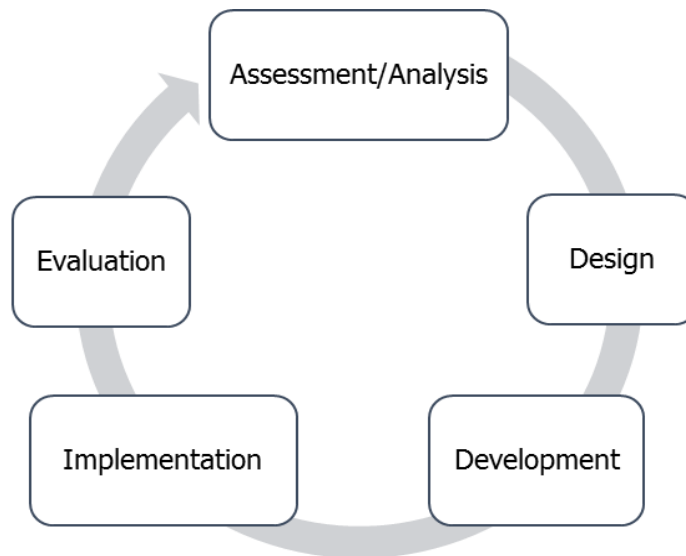 Assessment/Analysis
Design
Development
Implementation
Evaluation